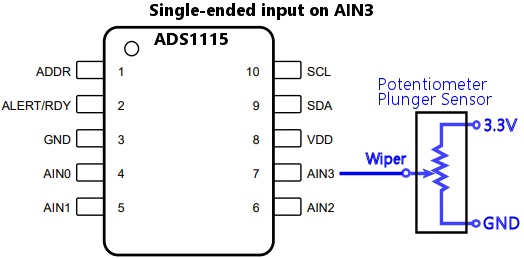 Single-ended input on AIN3
ADS1115
ADDR 1 10 SCL
ALERT/RDY 2 9 SDA
GND 3 8 VDD
AIN0 4 7 AIN3
AIN1 5 6 AIN2
Potentiometer
Plunger Sensor
3.3V
Wiper
GND